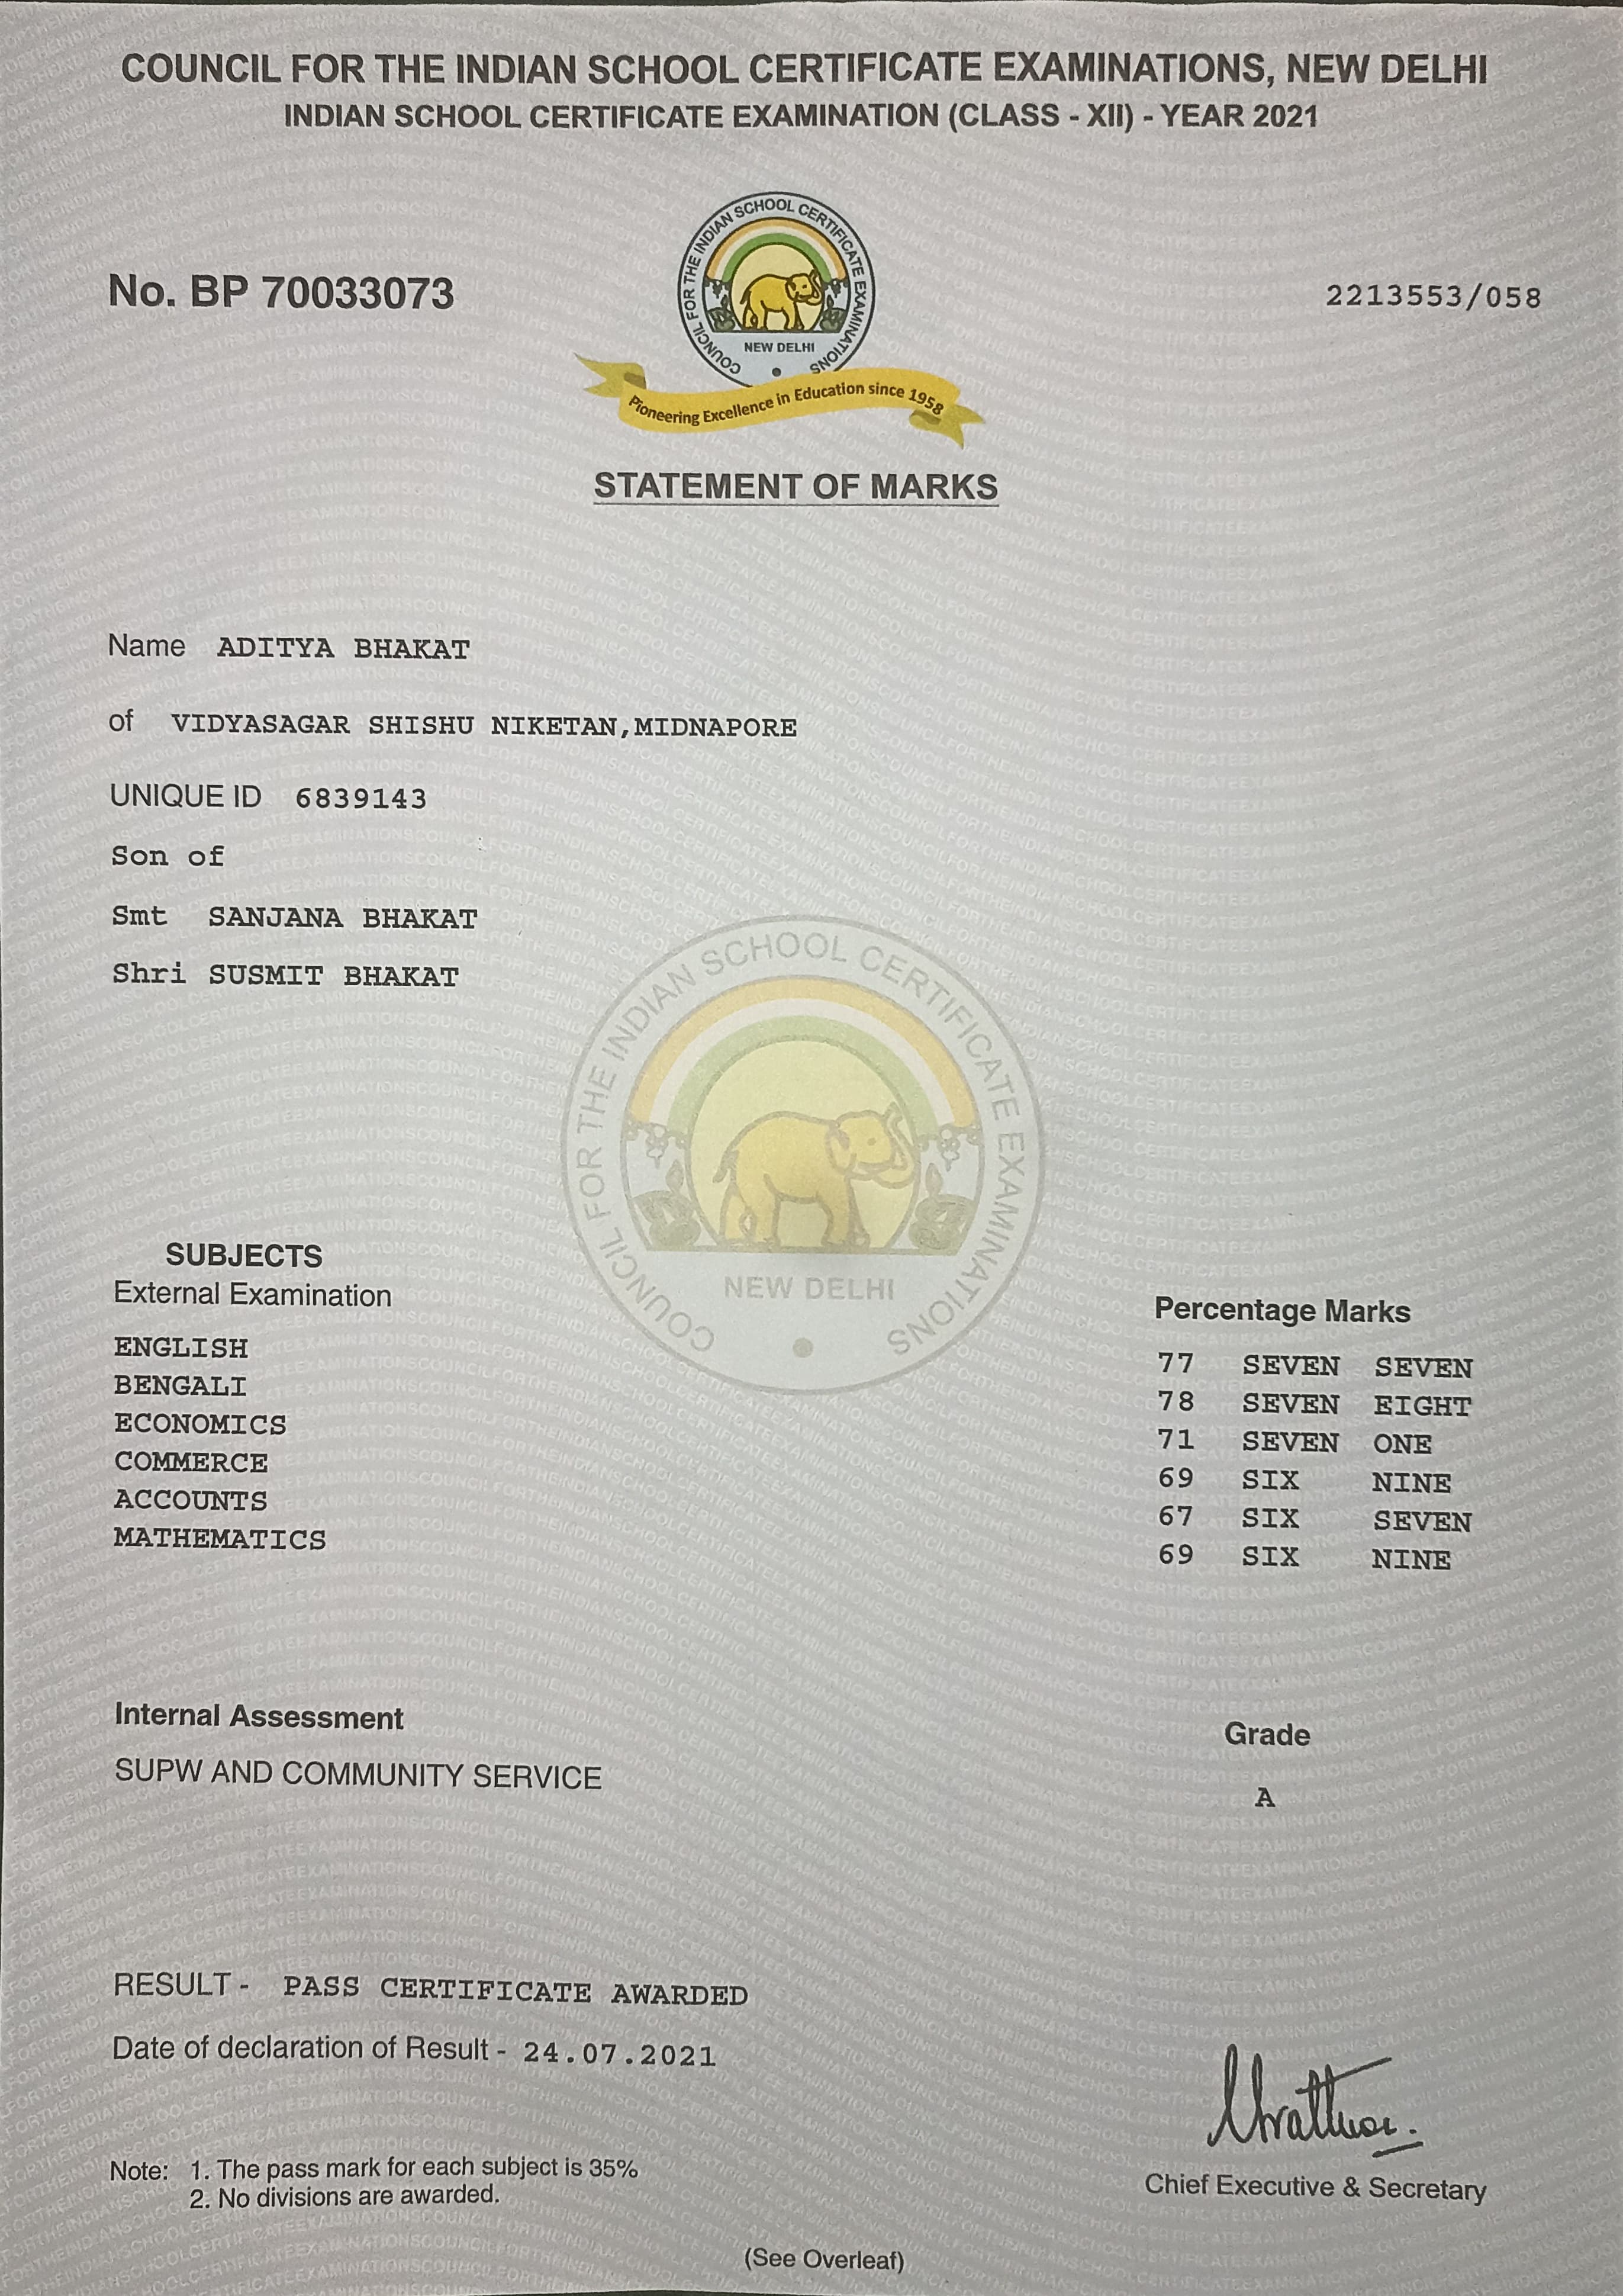 COUNCIL FOR THE INDIAN SCHOOL CERTIFICATE EXAMINATIONS, NEW DELHI
INDIAN SCHOOL CERTIFICATE EXAMINATION (CLASS - XII) - YEAR 2021
COUNCIL FOR THE INDIAN SCHOOL CERTIFICATE EXAMINATIONS
NEW DELHI
Pioneering Excellence in Education since 1958
No. BP 70033073
2213553/058
STATEMENT OF MARKS
Name ADITYA BHAKAT
of VIDYASAGAR SHISHU NIKETAN,MIDNAPORE
UNIQUE ID 6839143
Son of
Smt SANJANA BHAKAT
Shri SUSMIT BHAKAT
COUNCIL FOR THE INDIAN SCHOOL CERTIFICATE EXAMINATIONS
NEW DELHI
SUBJECTS
External Examination Percentage Marks
ENGLISH 77 SEVEN SEVEN
BENGALI 78 SEVEN EIGHT
ECONOMICS 71 SEVEN ONE
COMMERCE 69 SIX NINE
ACCOUNTS 67 SIX SEVEN
MATHEMATICS 69 SIX NINE
Internal Assessment Grade
SUPW AND COMMUNITY SERVICE A
RESULT - PASS CERTIFICATE AWARDED
Date of declaration of Result - 24.07.2021
Note: 1. The pass mark for each subject is 35%
2. No divisions are awarded.
Chief Executive & Secretary
(See Overleaf)